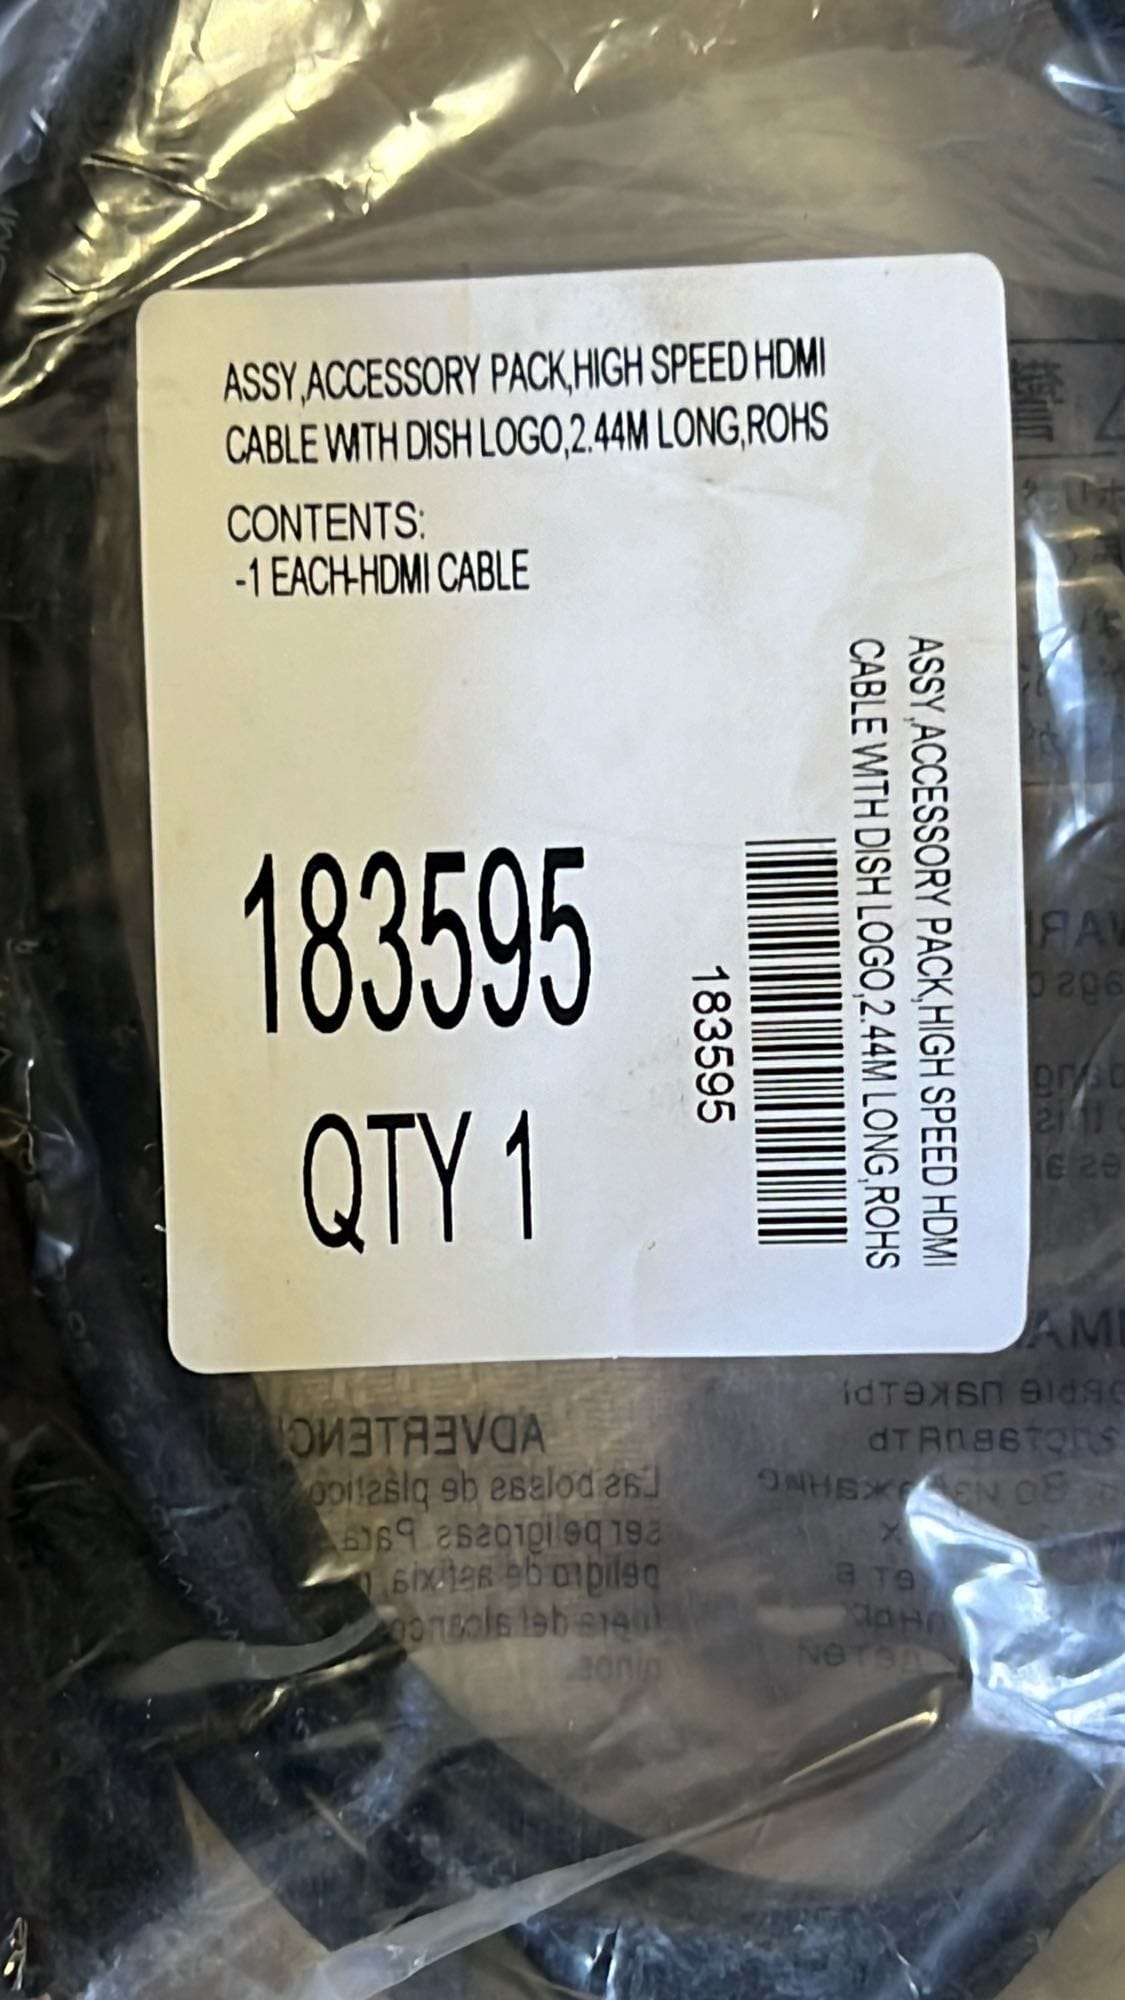 ASSY,ACCESSORY PACK,HIGH SPEED HDMI
CABLE WITH DISH LOGO,2.44M LONG,ROHS
CONTENTS:
-1 EACH-HDMI CABLE
183595
QTY 1
ASSY,ACCESSORY PACK,HIGH SPEED HDMI
CABLE WITH DISH LOGO,2.44M LONG,ROHS
183595
ADVERTENC
Las bolsas de plástico
ser peligrosas. Para
peligro de asfixia
fuera del alcance
ninos.